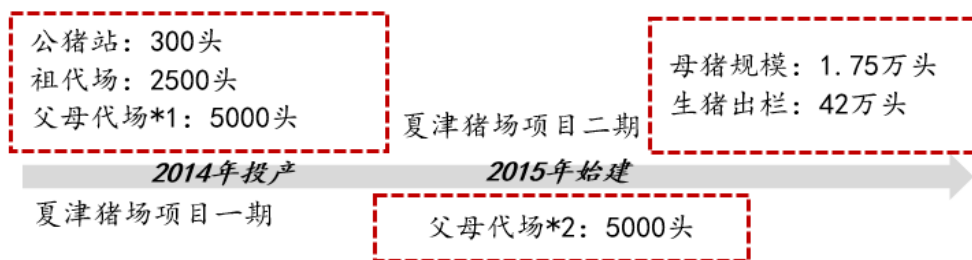 公猪站：300头
祖代场：2500头
父母代场*1：5000头
母猪规模：1.75万头
生猪出栏：42万头
夏津猪场项目二期
2014年投产
2015年始建
夏津猪场项目一期
父母代场*2：5000头